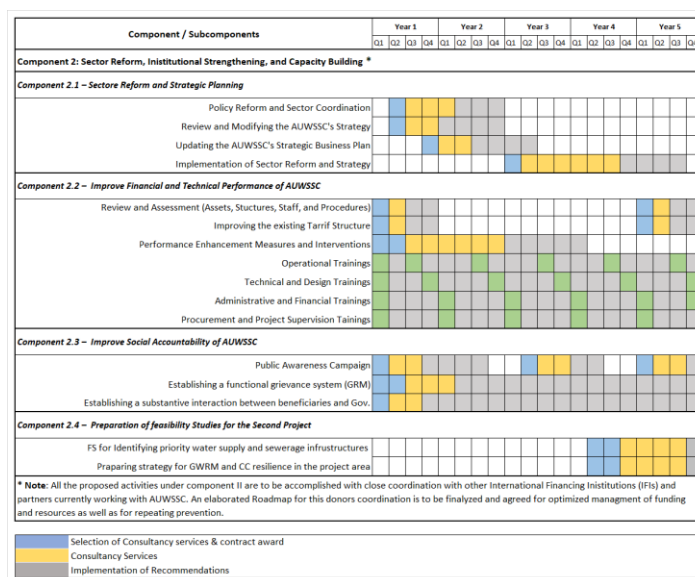 Component / Subcomponents
Year 1 Year 2 Year 3 Year 4 Year 5
Q1 Q2 Q3 Q4 Q1 Q2 Q3 Q4 Q1 Q2 Q3 Q4 Q1 Q2 Q3 Q4 Q1 Q2 Q3
Component 2: Sector Reform, Inistitutional Strengthening, and Capacity Building *
Component 2.1 – Sectore Reform and Strategic Planning
Policy Reform and Sector Coordination
Review and Modifying the AUWSSC's Strategy
Updating the AUWSSC's Strategic Business Plan
Implementation of Sector Reform and Strategy
Component 2.2 – Improve Financial and Technical Performance of AUWSSC
Review and Assessment (Assets, Stuctures, Staff, and Procedures)
Improving the existing Tarrif Structure
Performance Enhancement Measures and Interventions
Operational Trainings
Technical and Design Trainings
Administrative and Financial Trainings
Procurement and Project Supervision Tainings
Component 2.3 – Improve Social Accountability of AUWSSC
Public Awareness Campaign
Establishing a functional grievance system (GRM)
Establishing a substantive interaction between beneficiaries and Gov.
Component 2.4 – Preparation of feasibility Studies for the Second Project
FS for Identifying priority water supply and sewerage infrastructures
Praparing strategy for GWRM and CC resilience in the project area
* Note: All the proposed activities under component II are to be accomplished with close coordination with other International Financing Inistitutions (IFIs) and
partners currently working with AUWSSC. An elaborated Roadmap for this donors coordination is to be finalized and agreed for optimized managment of funding
and resources as well as for repeating prevention.
Selection of Consultancy services & contract award
Consultancy Services
Implementation of Recommendations